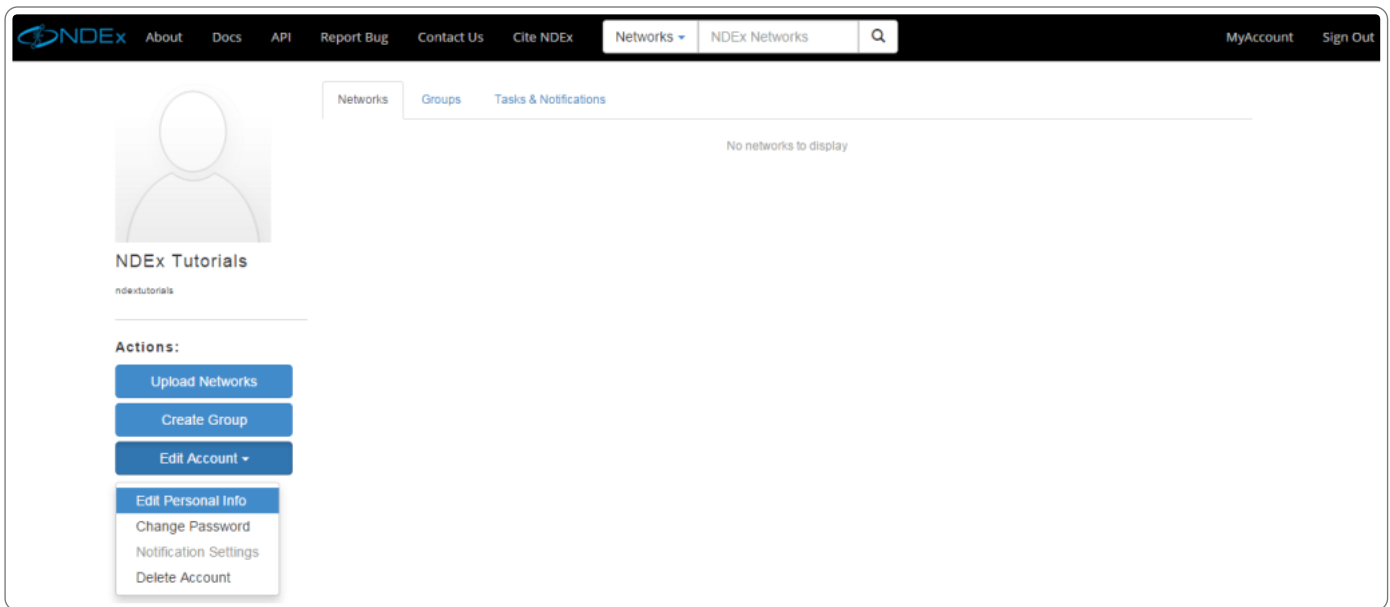 NDEx About Docs API Report Bug Contact Us Cite NDEx Networks NDEx Networks MyAccount Sign Out
Networks Groups Tasks & Notifications
No networks to display
NDEx Tutorials
ndextutorials
Actions:
Upload Networks
Create Group
Edit Account
Edit Personal Info
Change Password
Notification Settings
Delete Account